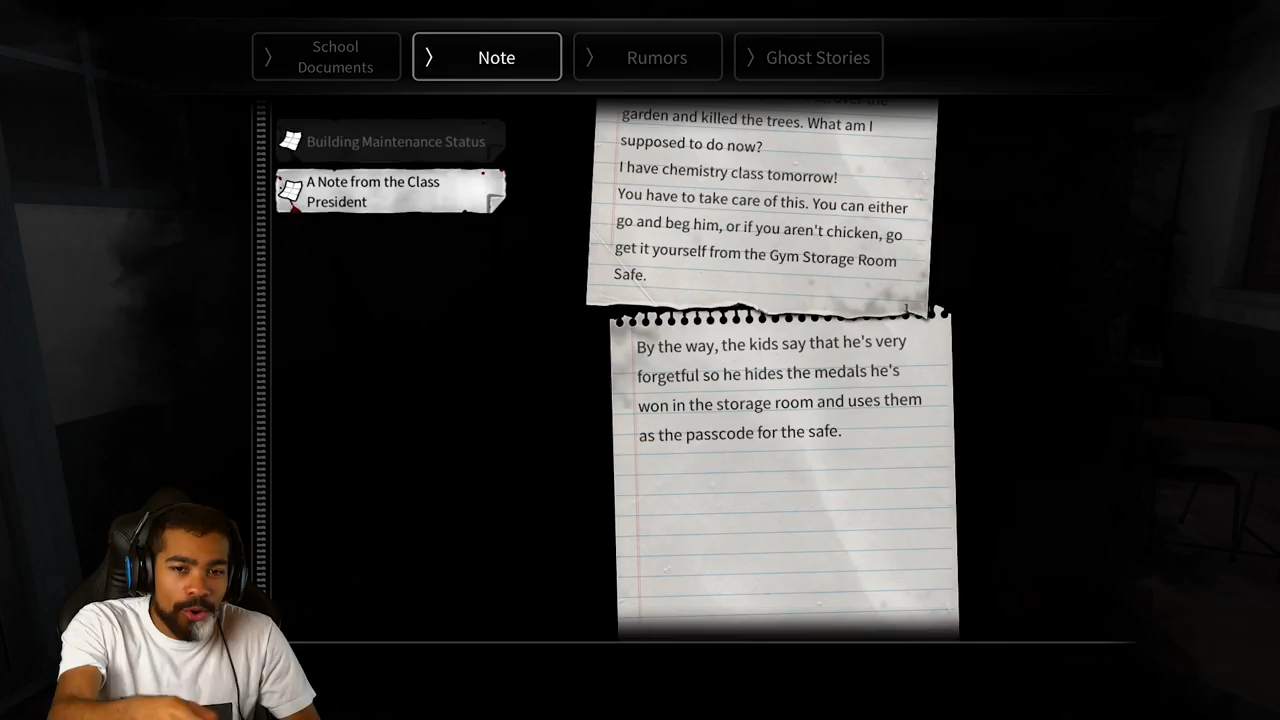 School
Documents
Note
Rumors
Ghost Stories
Building Maintenance Status
A Note from the Class
President
over the
garden and killed the trees. What am I
supposed to do now?
I have chemistry class tomorrow!
You have to take care of this. You can either
go and beg him, or if you aren't chicken, go
get it yourself from the Gym Storage Room
Safe.
By the way, the kids say that he's very
forgetful so he hides the medals he's
won in the storage room and uses them
as the passcode for the safe.